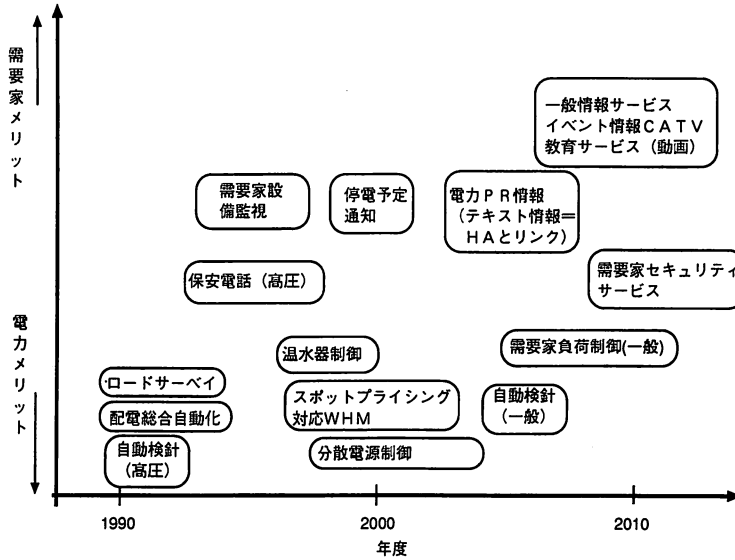 需要家メリット
電力メリット
一般情報サービス
イベント情報CATV
教育サービス（動画）
需要家設
備監視
停電予定
通知
電力PR情報
（テキスト情報＝
HAとリンク）
保安電話（高圧）
需要家セキュリティ
サービス
温水器制御
需要家負荷制御(一般)
ロードサーベイ
スポットプライシング
対応WHM
自動検針
（一般）
配電総合自動化
自動検針
（高圧）
分散電源制御
1990
2000
2010
年度